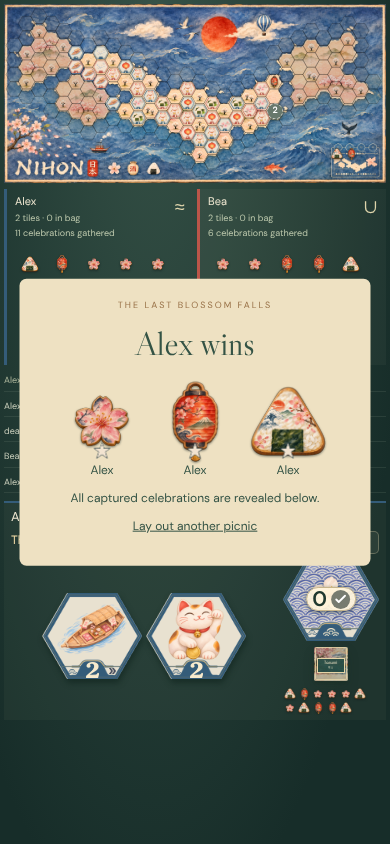 2
NIHON 日本 酒
Alex
2 tiles · 0 in bag
11 celebrations gathered
Bea
2 tiles · 0 in bag
6 celebrations gathered
THE LAST BLOSSOM FALLS
Alex wins
Alex
Alex
Alex
All captured celebrations are revealed below.
Lay out another picnic
Alex
Alex
dea
Bea
Alex
A
Th
0
2
2